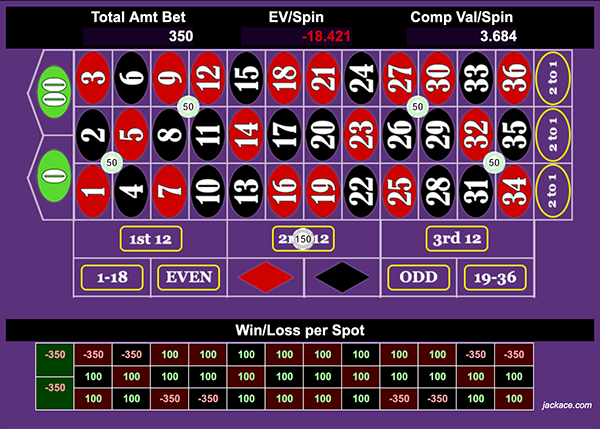 Total Amt Bet EV/Spin Comp Val/Spin
350 -18.421 3.684
00 3 6 9 12 15 18 21 24 27 30 33 36 2 to 1
50 50
2 5 8 11 14 17 20 23 26 29 32 35 2 to 1
50 50
0 1 4 7 10 13 16 19 22 25 28 31 34 2 to 1
1st 12 2nd 12 150 3rd 12
1-18 EVEN ODD 19-36
Win/Loss per Spot
-350 -350 -350 100 100 100 100 100 100 100 100 -350 -350
100 100 100 100 100 100 100 100 100 100 100 100
-350 100 100 -350 -350 100 100 100 100 -350 -350 100 100
jackace.com